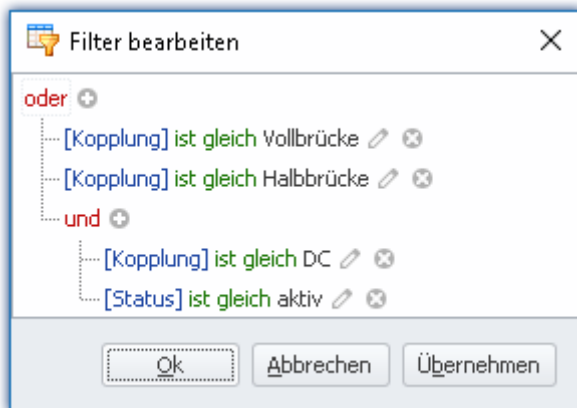 Filter bearbeiten
oder
[Kopplung] ist gleich Vollbrücke
[Kopplung] ist gleich Halbbrücke
und
[Kopplung] ist gleich DC
[Status] ist gleich aktiv
Ok Abbrechen Übernehmen